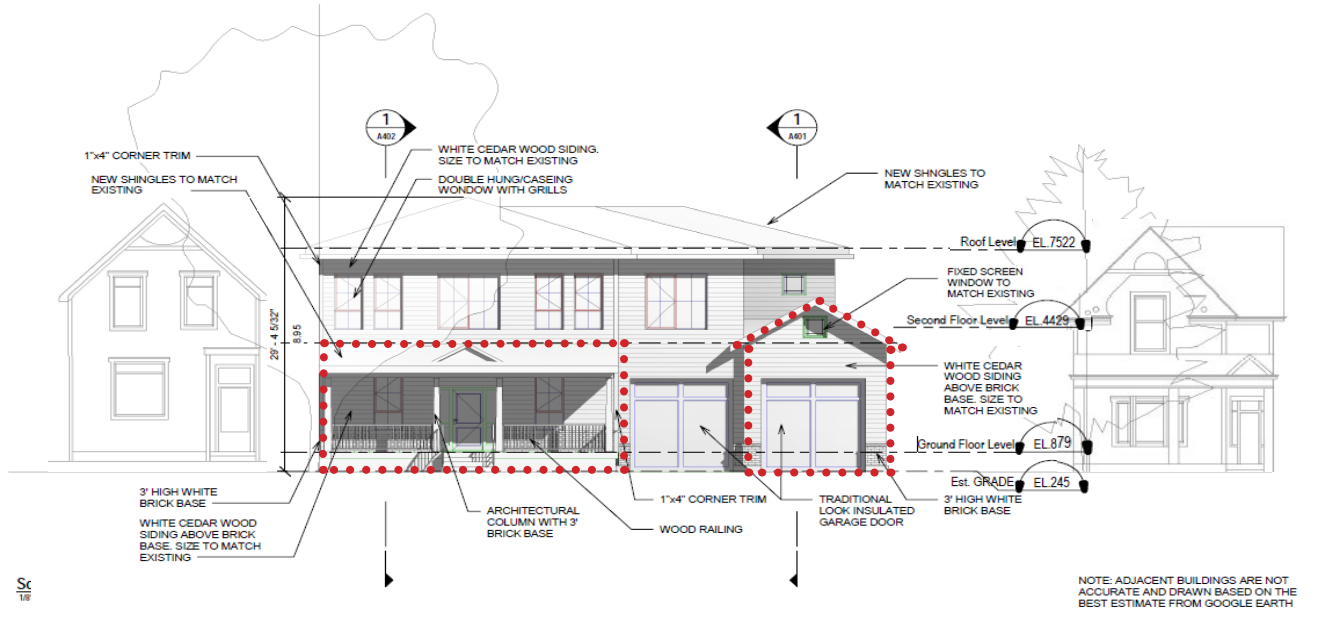 1
A402
1
A401
1"x4" CORNER TRIM
NEW SHINGLES TO MATCH
EXISTING
WHITE CEDAR WOOD SIDING.
SIZE TO MATCH EXISTING
DOUBLE HUNG/CASEING
WONDOW WITH GRILLS
NEW SHNGLES TO
MATCH EXISTING
Roof Level
EL.7522
FIXED SCREEN
WINDOW TO
MATCH EXISTING
Second Floor Level
EL.4429
29' - 4 5/32"
8.95
WHITE CEDAR
WOOD SIDING
ABOVE BRICK
BASE. SIZE TO
MATCH EXISTING
Ground Floor Level
EL.879
Est. GRADE
EL.245
3' HIGH WHITE
BRICK BASE
WHITE CEDAR WOOD
SIDING ABOVE BRICK
BASE. SIZE TO MATCH
EXISTING
ARCHITECTURAL
COLUMN WITH 3'
BRICK BASE
WOOD RAILING
1"x4" CORNER TRIM
TRADITIONAL
LOOK INSULATED
GARAGE DOOR
3' HIGH WHITE
BRICK BASE
NOTE: ADJACENT BUILDINGS ARE NOT
ACCURATE AND DRAWN BASED ON THE
BEST ESTIMATE FROM GOOGLE EARTH